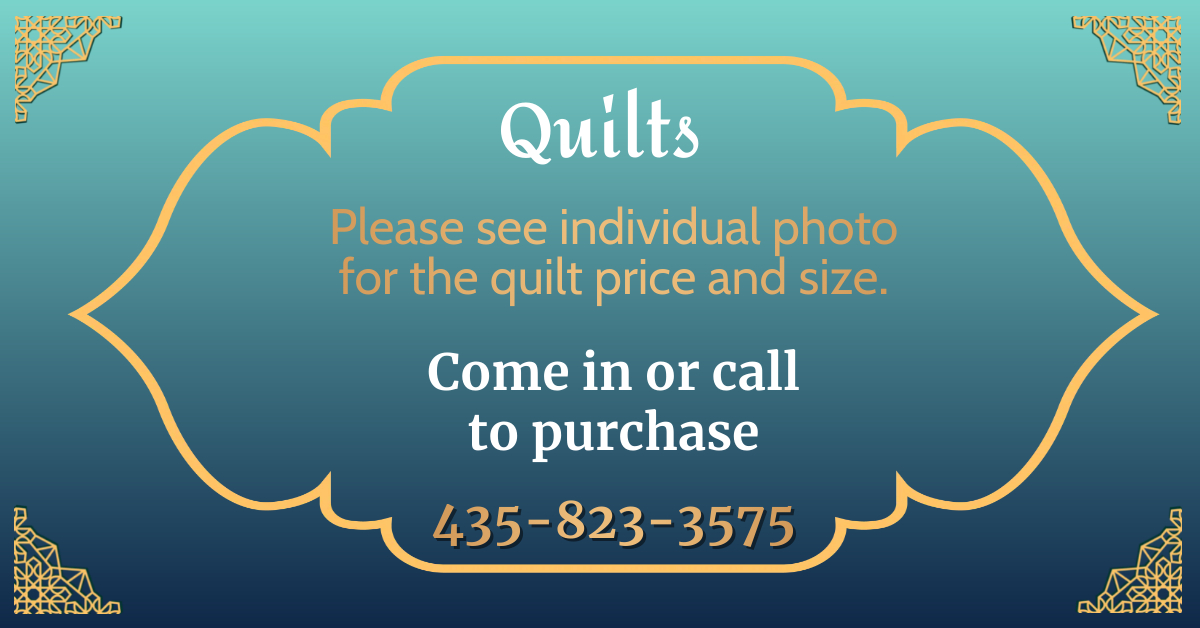 Quilts
Please see individual photo
for the quilt price and size.
Come in or call
to purchase
435-823-3575